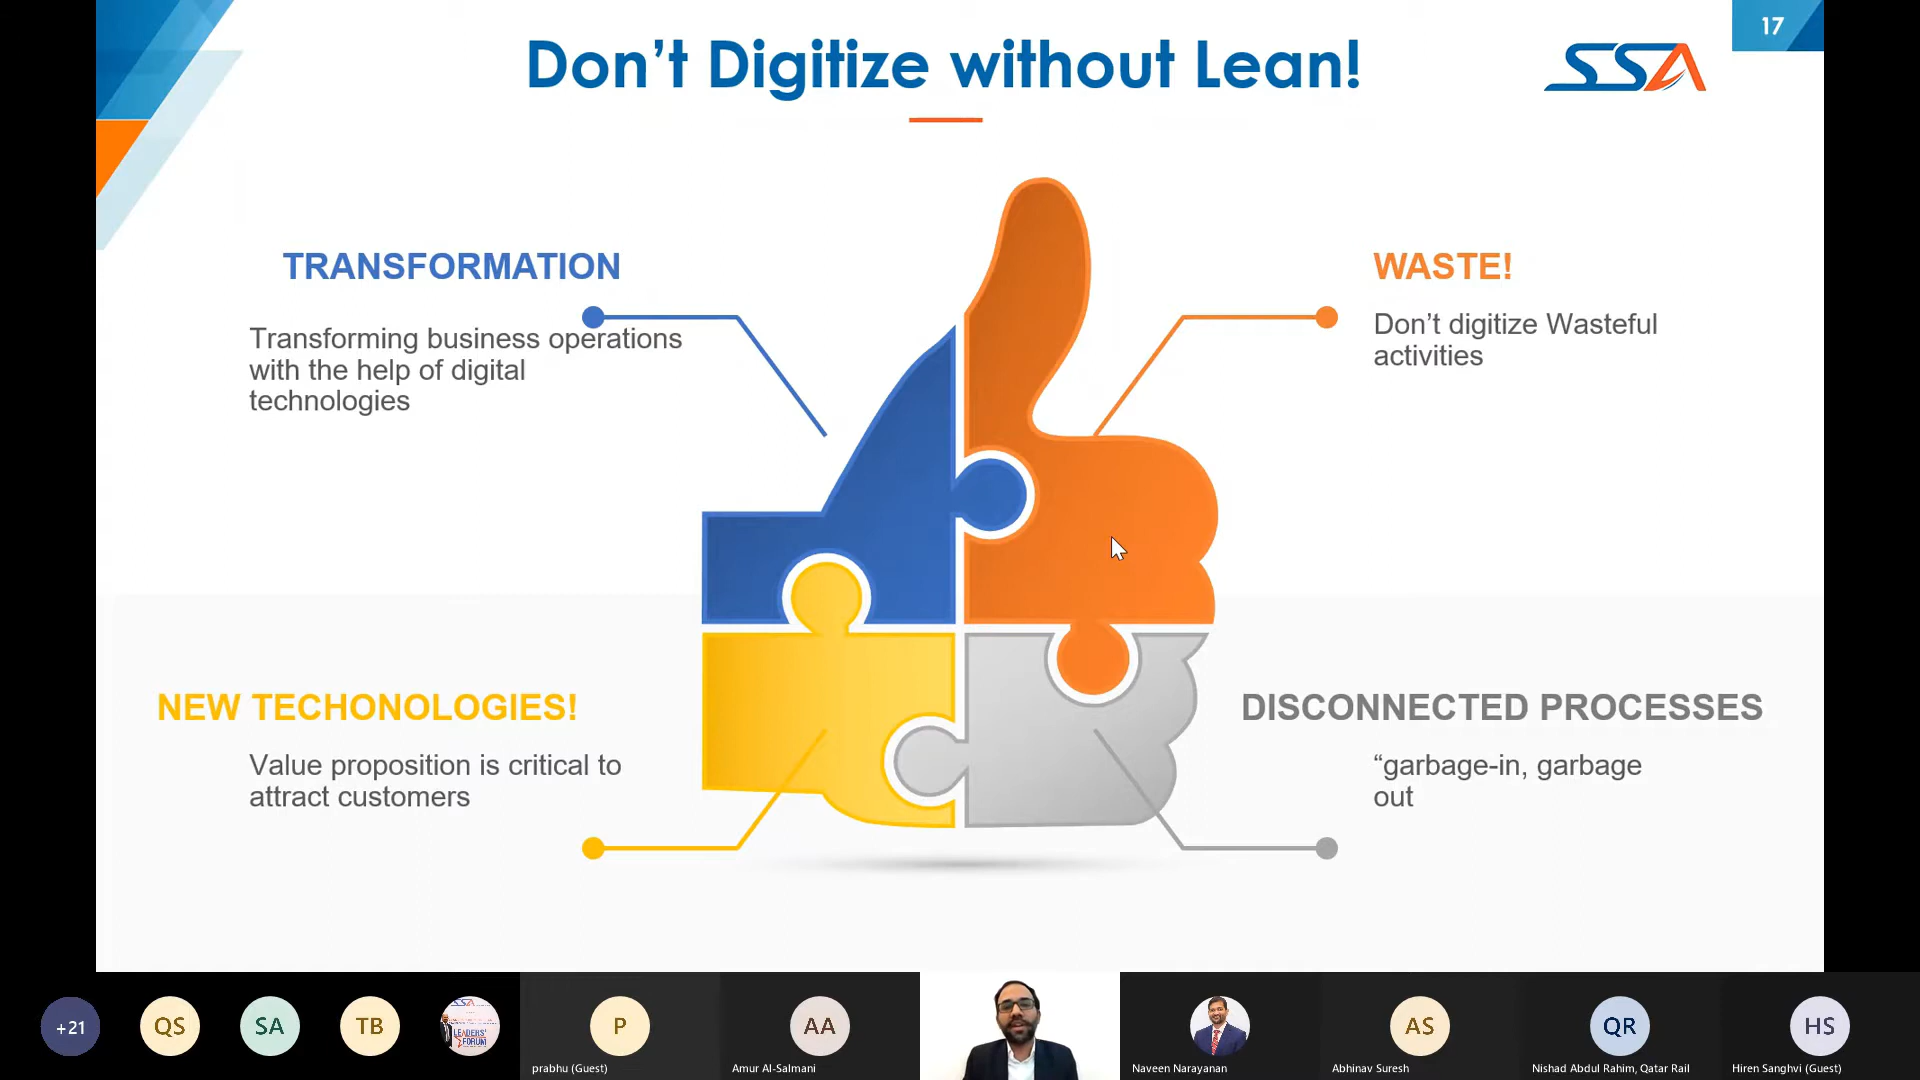 17
Don’t Digitize without Lean!
SSA
TRANSFORMATION
Transforming business operations
with the help of digital
technologies
WASTE!
Don’t digitize Wasteful
activities
NEW TECHONOLOGIES!
Value proposition is critical to
attract customers
DISCONNECTED PROCESSES
“garbage-in, garbage
out
+21
QS
SA
TB
SSA
LEADERS'
FORUM
P
prabhu (Guest)
AA
Amur Al-Salmani
Naveen Narayanan
AS
Abhinav Suresh
QR
Nishad Abdul Rahim, Qatar Rail
HS
Hiren Sanghvi (Guest)